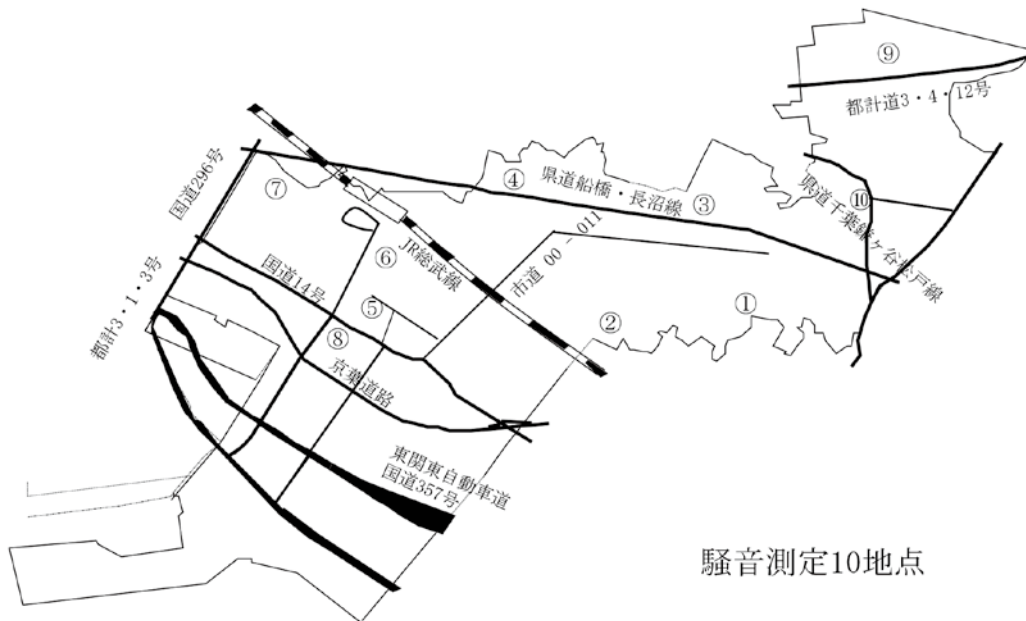 ⑨
都計道3・4・12号
国道296号
⑦
④
県道船橋・長沼線
③
⑩
県道千葉鎌ヶ谷松戸線
⑥
JR総武線
市道 00－011
国道14号
都計3・1・3号
⑤
①
②
⑧
京葉道路
東関東自動車道
国道357号
騒音測定10地点